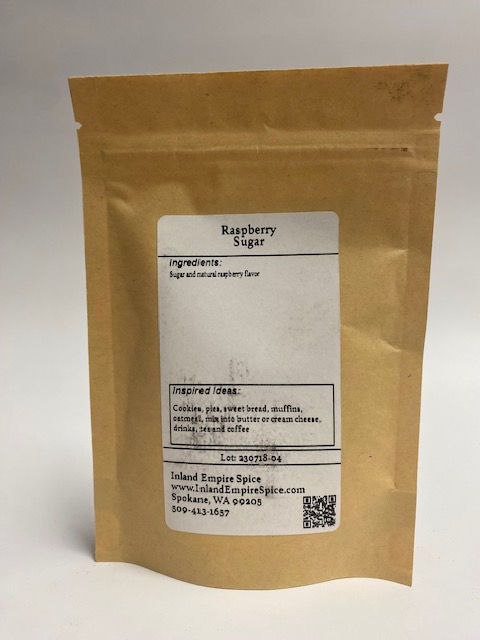 Raspberry
Sugar
Ingredients:
Sugar and natural raspberry flavor
Inspired Ideas:
Cookies, pies, sweet bread, muffins,
oatmeal, mix into butter or cream cheese,
drinks, tea and coffee
Lot: 230718-04
Inland Empire Spice
www.InlandEmpireSpice.com
Spokane, WA 99205
509-413-1657